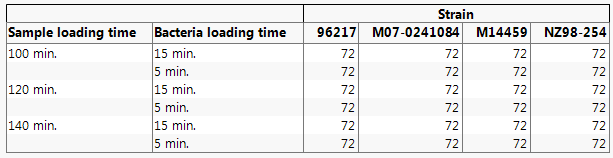 Strain
Sample loading time Bacteria loading time 96217 M07-0241084 M14459 NZ98-254
100 min. 15 min. 72 72 72 72
5 min. 72 72 72 72
120 min. 15 min. 72 72 72 72
5 min. 72 72 72 72
140 min. 15 min. 72 72 72 72
5 min. 72 72 72 72